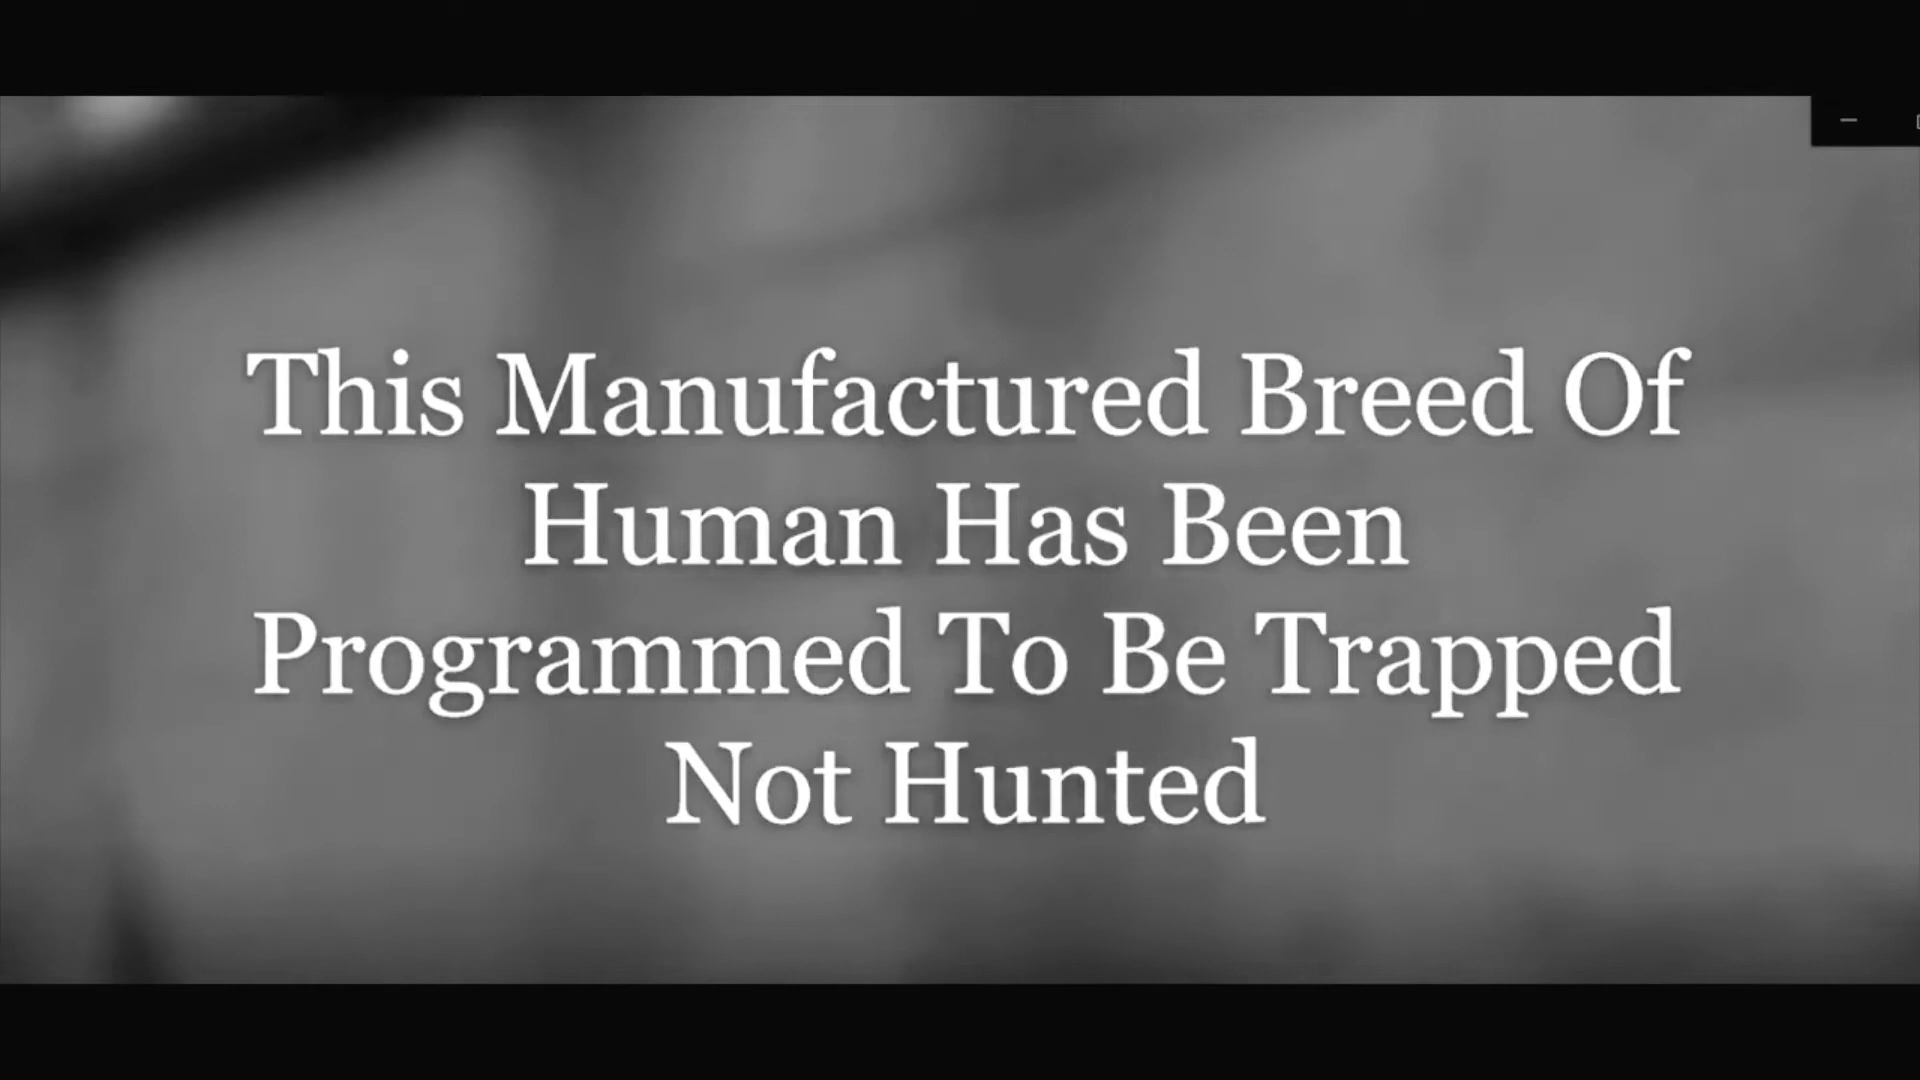 This Manufactured Breed Of
Human Has Been
Programmed To Be Trapped
Not Hunted